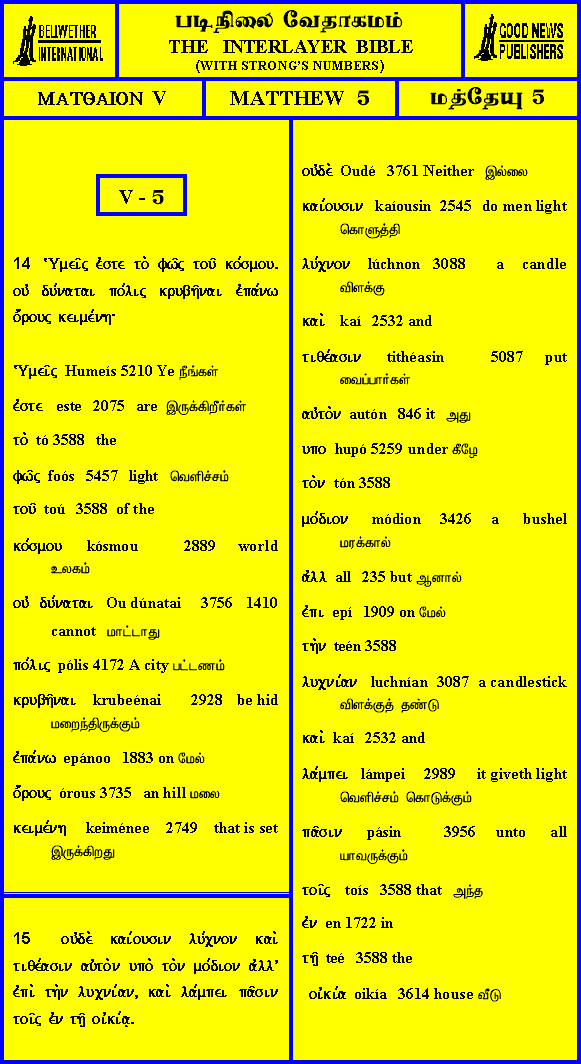 BELLWETHER
INTERNATIONAL
படிநிலை வேதாகமம்
THE INTERLAYER BIBLE
(WITH STRONG'S NUMBERS)
GOOD NEWS
PUBLISHERS
ΜΑΤΘΑΙΟΝ V
MATTHEW 5
மத்தேயு 5
V - 5
14 Ὑμεῖς ἐστε τὸ φῶς τοῦ κόσμου.
οὐ δύναται πόλις κρυβῆναι ἐπάνω
ὄρους κειμένη·
Ὑμεῖς Humeís 5210 Ye நீங்கள்
ἐστε este 2075 are இருக்கிறீர்கள்
τὸ tó 3588 the
φῶς foós 5457 light வெளிச்சம்
τοῦ toú 3588 of the
κόσμου kósmou 2889 world
உலகம்
οὐ δύναται Ou dúnatai 3756 1410
cannot மாட்டாது
πόλις pólis 4172 A city பட்டணம்
κρυβῆναι krubeénai 2928 be hid
மறைந்திருக்கும்
ἐπάνω epánoo 1883 on மேல்
ὄρους órous 3735 an hill மலை
κειμένη keiménee 2749 that is set
இருக்கிறது
15 οὐδὲ καίουσιν λύχνον καὶ
τιθέασιν αὐτὸν υπὸ τὸν μόδιον ἀλλ’
ἐπὶ τὴν λυχνίαν, καὶ λάμπει πᾶσιν
τοῖς ἐν τῇ οἰκίᾳ.
οὐδὲ Oudé 3761 Neither இல்லை
καίουσιν kaíousin 2545 do men light
கொளுத்தி
λύχνον lúchnon 3088 a candle
விளக்கு
καὶ kaí 2532 and
τιθέασιν tithéasin 5087 put
வைப்பார்கள்
αὐτὸν autón 846 it அது
υπο hupó 5259 under கீழே
τὸν tón 3588
μόδιον módion 3426 a bushel
மரக்கால்
ἀλλ all 235 but ஆனால்
ἐπι epí 1909 on மேல்
τὴν teén 3588
λυχνίαν luchnían 3087 a candlestick
விளக்குத் தண்டு
καὶ kaí 2532 and
λάμπει lámpei 2989 it giveth light
வெளிச்சம் கொடுக்கும்
πᾶσιν pásin 3956 unto all
யாவருக்கும்
τοῖς toís 3588 that அந்த
ἐν en 1722 in
τῇ teé 3588 the
οἰκία oikía 3614 house வீடு